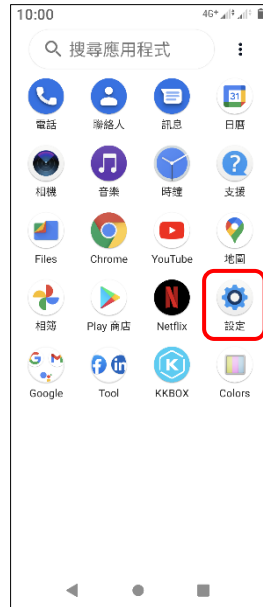 10:00 4G+
搜尋應用程式
電話 聯絡人 訊息 日曆
31
相機 音樂 時鐘 支援
Files Chrome YouTube 地圖
相簿 Play 商店 Netflix 設定
Google Tool KKBOX Colors